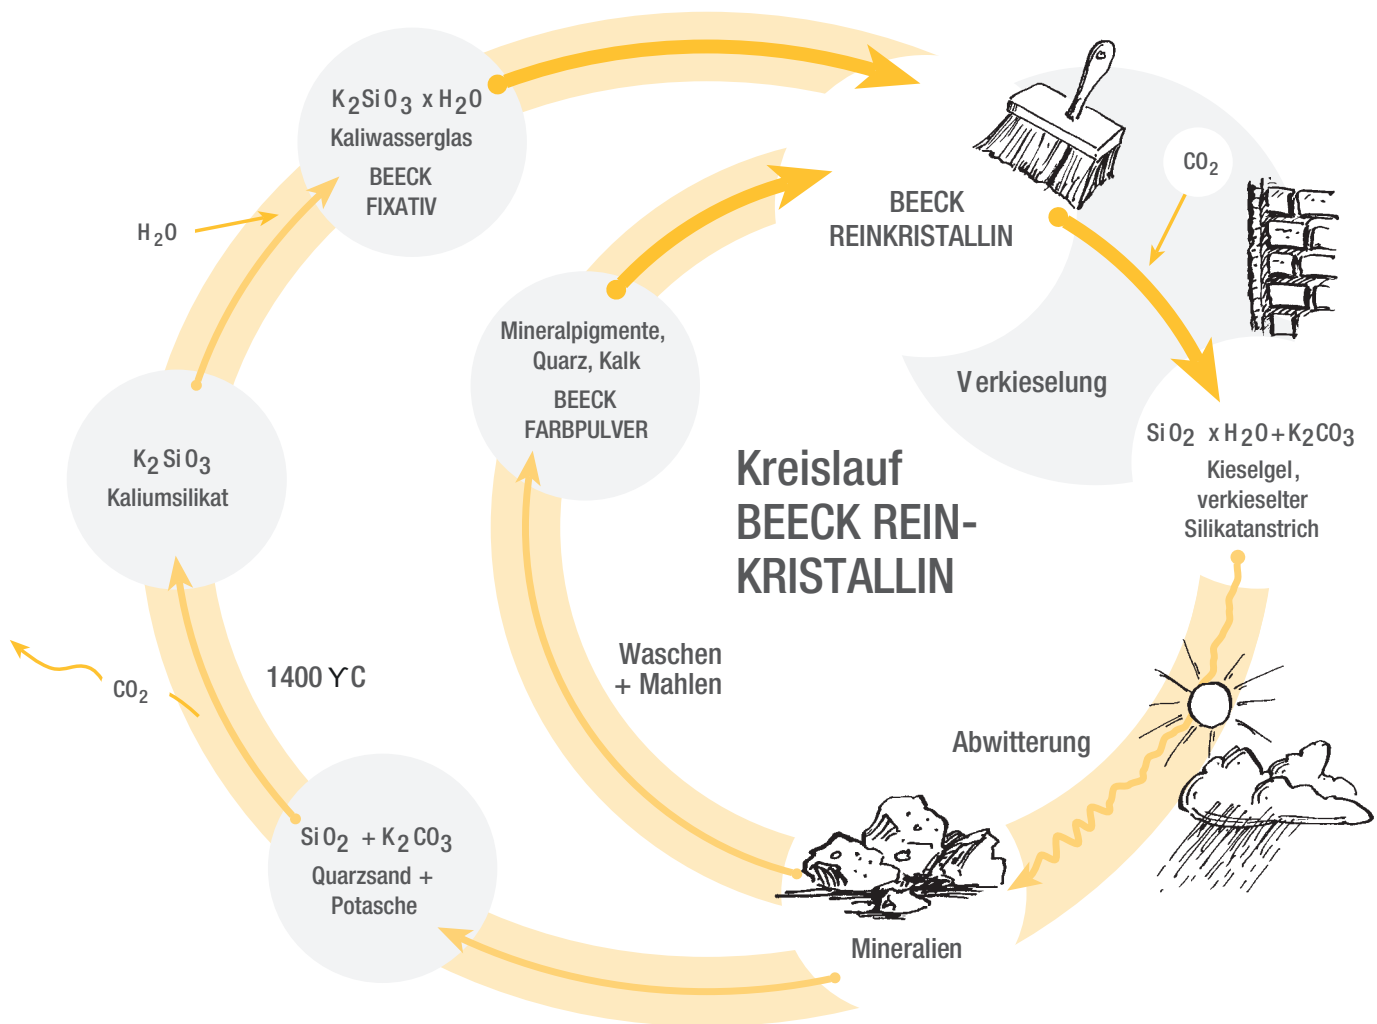 K2SiO3 x H2O
Kaliwasserglas
BEECK
FIXATIV
H2O
CO2
BEECK
REINKRISTALLIN
Mineralpigmente,
Quarz, Kalk
BEECK
FARBPULVER
Verkieselung
SiO2 x H2O + K2CO3
Kieselgel,
verkieselter
Silikatanstrich
K2SiO3
Kaliumsilikat
Kreislauf
BEECK REIN-
KRISTALLIN
Waschen
+ Mahlen
1400 ϒC
CO2
Abwitterung
SiO2 + K2CO3
Quarzsand +
Potasche
Mineralien